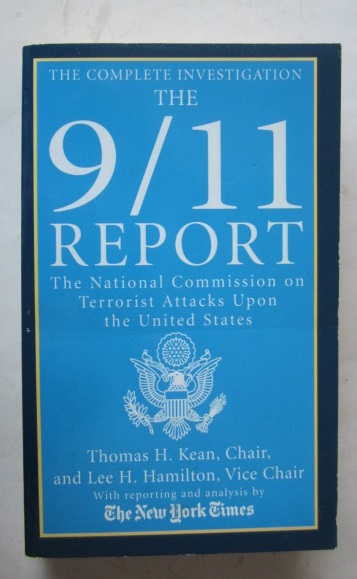 THE COMPLETE INVESTIGATION
THE
9/11
REPORT
The National Commission on
Terrorist Attacks Upon
the United States
Thomas H. Kean, Chair,
and Lee H. Hamilton, Vice Chair
With reporting and analysis by
The New York Times